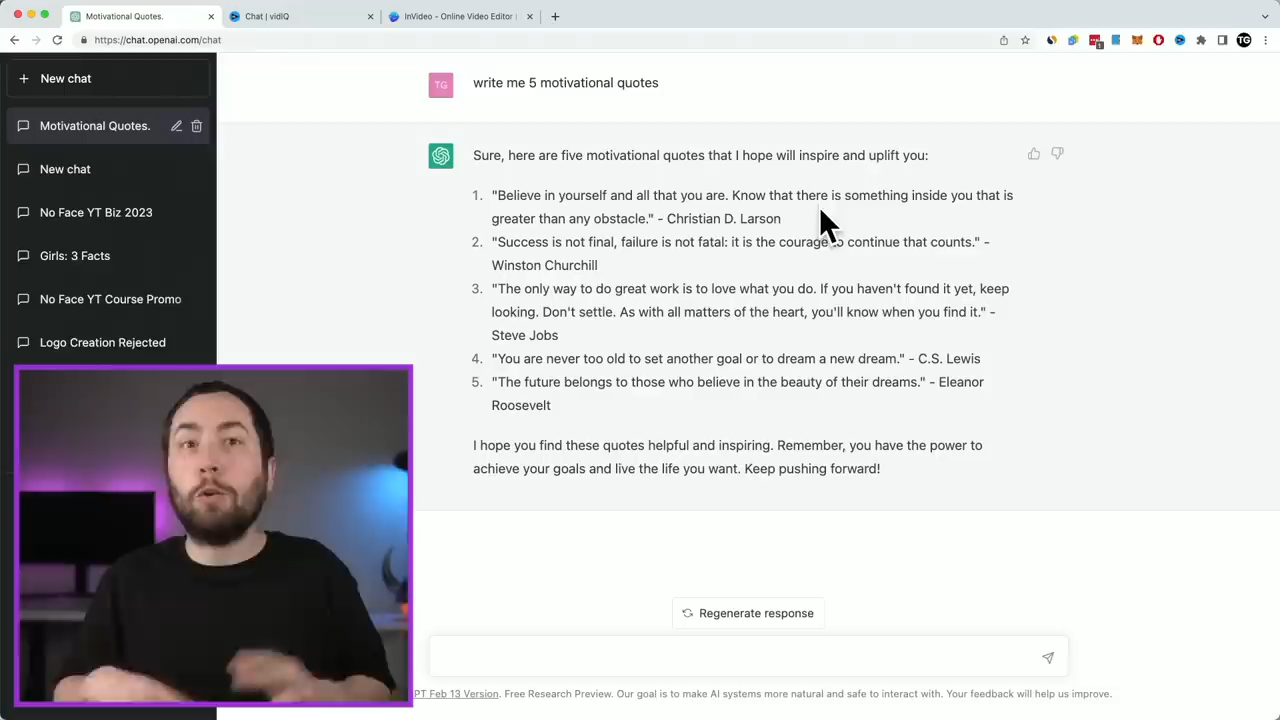 Motivational Quotes.
Chat | vidIQ
InVideo - Online Video Editor |
https://chat.openai.com/chat
TG
New chat
Motivational Quotes.
New chat
No Face YT Biz 2023
Girls: 3 Facts
No Face YT Course Promo
Logo Creation Rejected
TG
write me 5 motivational quotes
Sure, here are five motivational quotes that I hope will inspire and uplift you:
1. "Believe in yourself and all that you are. Know that there is something inside you that is
greater than any obstacle." - Christian D. Larson
2. "Success is not final, failure is not fatal: it is the courage to continue that counts." -
Winston Churchill
3. "The only way to do great work is to love what you do. If you haven't found it yet, keep
looking. Don't settle. As with all matters of the heart, you'll know when you find it." -
Steve Jobs
4. "You are never too old to set another goal or to dream a new dream." - C.S. Lewis
5. "The future belongs to those who believe in the beauty of their dreams." - Eleanor
Roosevelt
I hope you find these quotes helpful and inspiring. Remember, you have the power to
achieve your goals and live the life you want. Keep pushing forward!
Regenerate response
PT Feb 13 Version. Free Research Preview. Our goal is to make AI systems more natural and safe to interact with. Your feedback will help us improve.